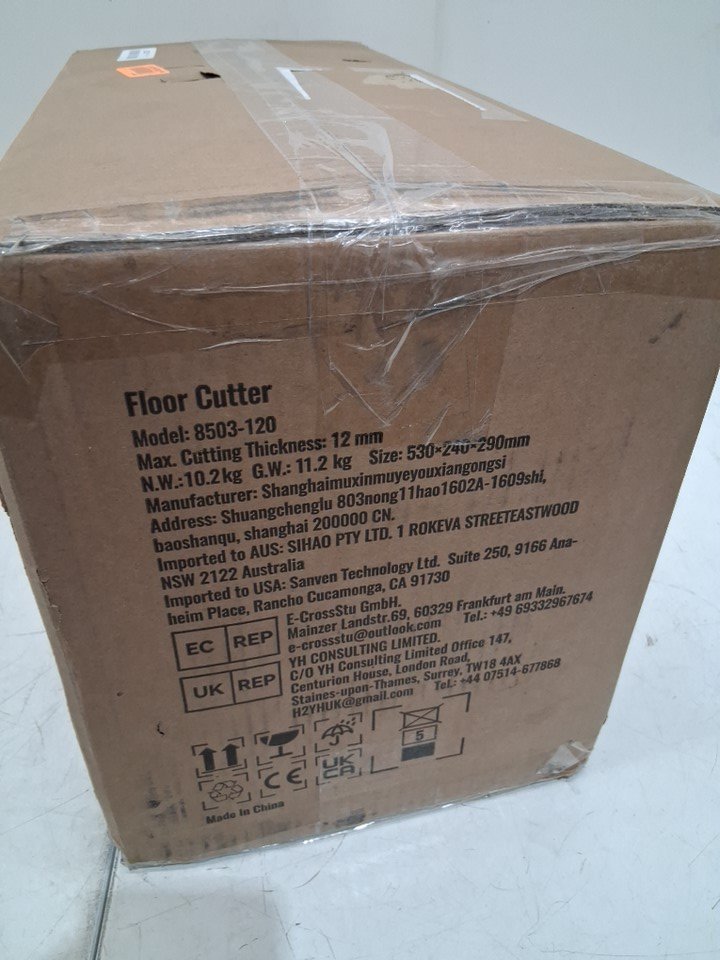 Floor Cutter
Model: 8503-120
Max. Cutting Thickness: 12 mm
N.W.:10.2kg G.W.: 11.2 kg Size: 530×240×290mm
Manufacturer: Shanghaimuxinmuyeyouxiangongsi
Address: Shuangchenglu 803nong11hao1602A-1609shi,
baoshanqu, shanghai 200000 CN.
Imported to AUS: SIHAO PTY LTD. 1 ROKEVA STREETEASTWOOD
NSW 2122 Australia
Imported to USA: Sanven Technology Ltd. Suite 250, 9166 Ana-
heim Place, Rancho Cucamonga, CA 91730
EC REP
E-CrossStu GmbH.
Mainzer Landstr.69, 60329 Frankfurt am Main.
e-crossstu@outlook.com Tel.: +49 69332967674
UK REP
YH CONSULTING LIMITED.
C/O YH Consulting Limited Office 147,
Centurion House, London Road,
Staines-upon-Thames, Surrey, TW18 4AX
H2YHUK@gmail.com Tel.: +44 07514-677868
5
CE
UK
CA
Made in China